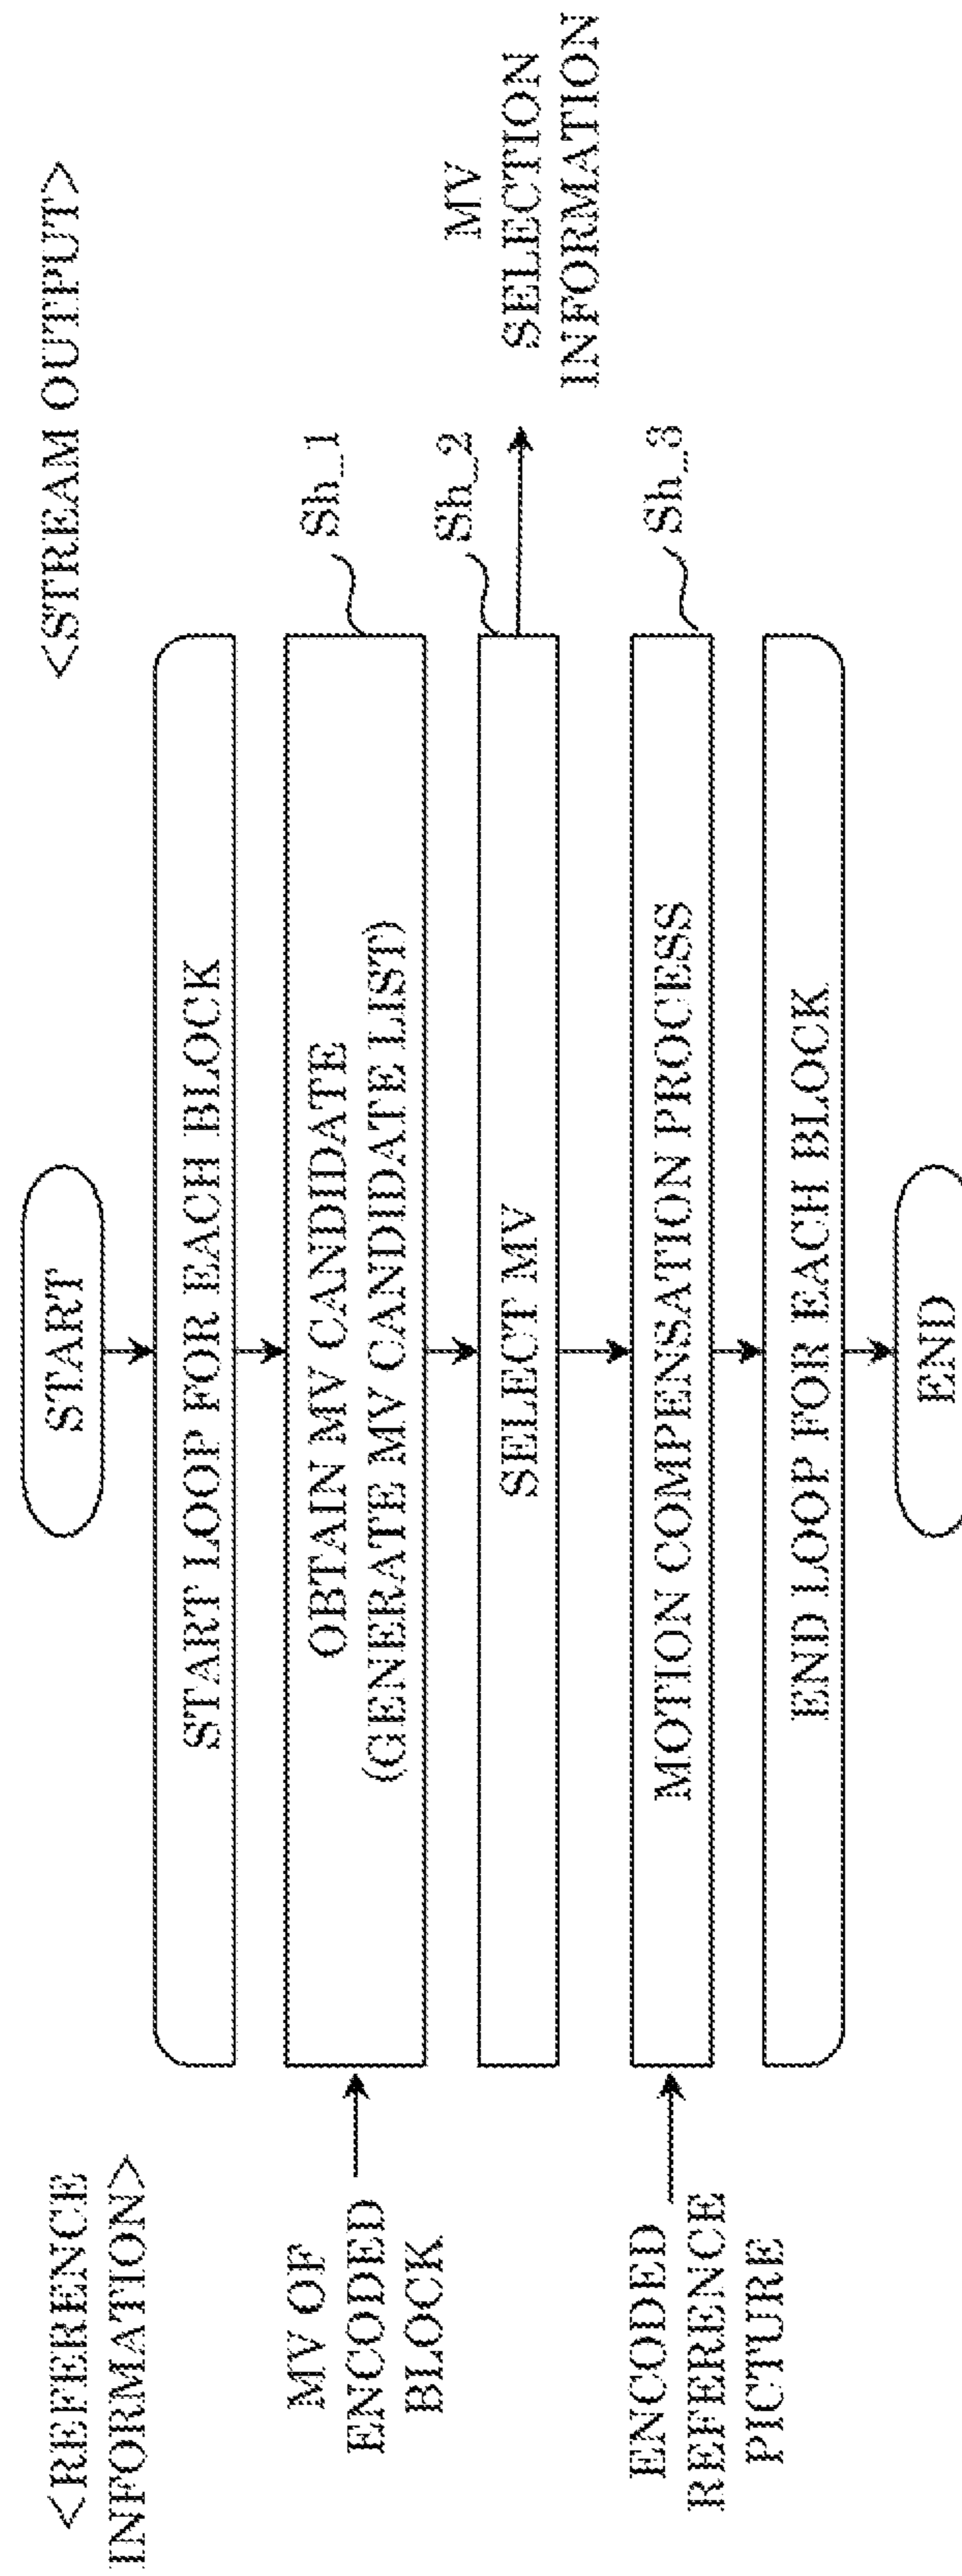 <REFERENCE
INFORMATION>
<STREAM OUTPUT>
START
START LOOP FOR EACH BLOCK
MV OF
ENCODED
BLOCK
OBTAIN MV CANDIDATE
(GENERATE MV CANDIDATE LIST)
Sh_1
SELECT MV
Sh_2
MV
SELECTION
INFORMATION
ENCODED
REFERENCE
PICTURE
MOTION COMPENSATION PROCESS
Sh_3
END LOOP FOR EACH BLOCK
END